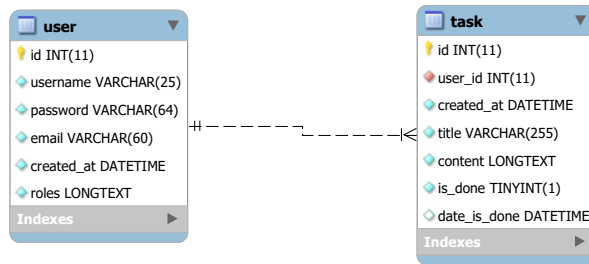 user
id INT(11)
username VARCHAR(25)
password VARCHAR(64)
email VARCHAR(60)
created_at DATETIME
roles LONGTEXT
Indexes
task
id INT(11)
user_id INT(11)
created_at DATETIME
title VARCHAR(255)
content LONGTEXT
is_done TINYINT(1)
date_is_done DATETIME
Indexes